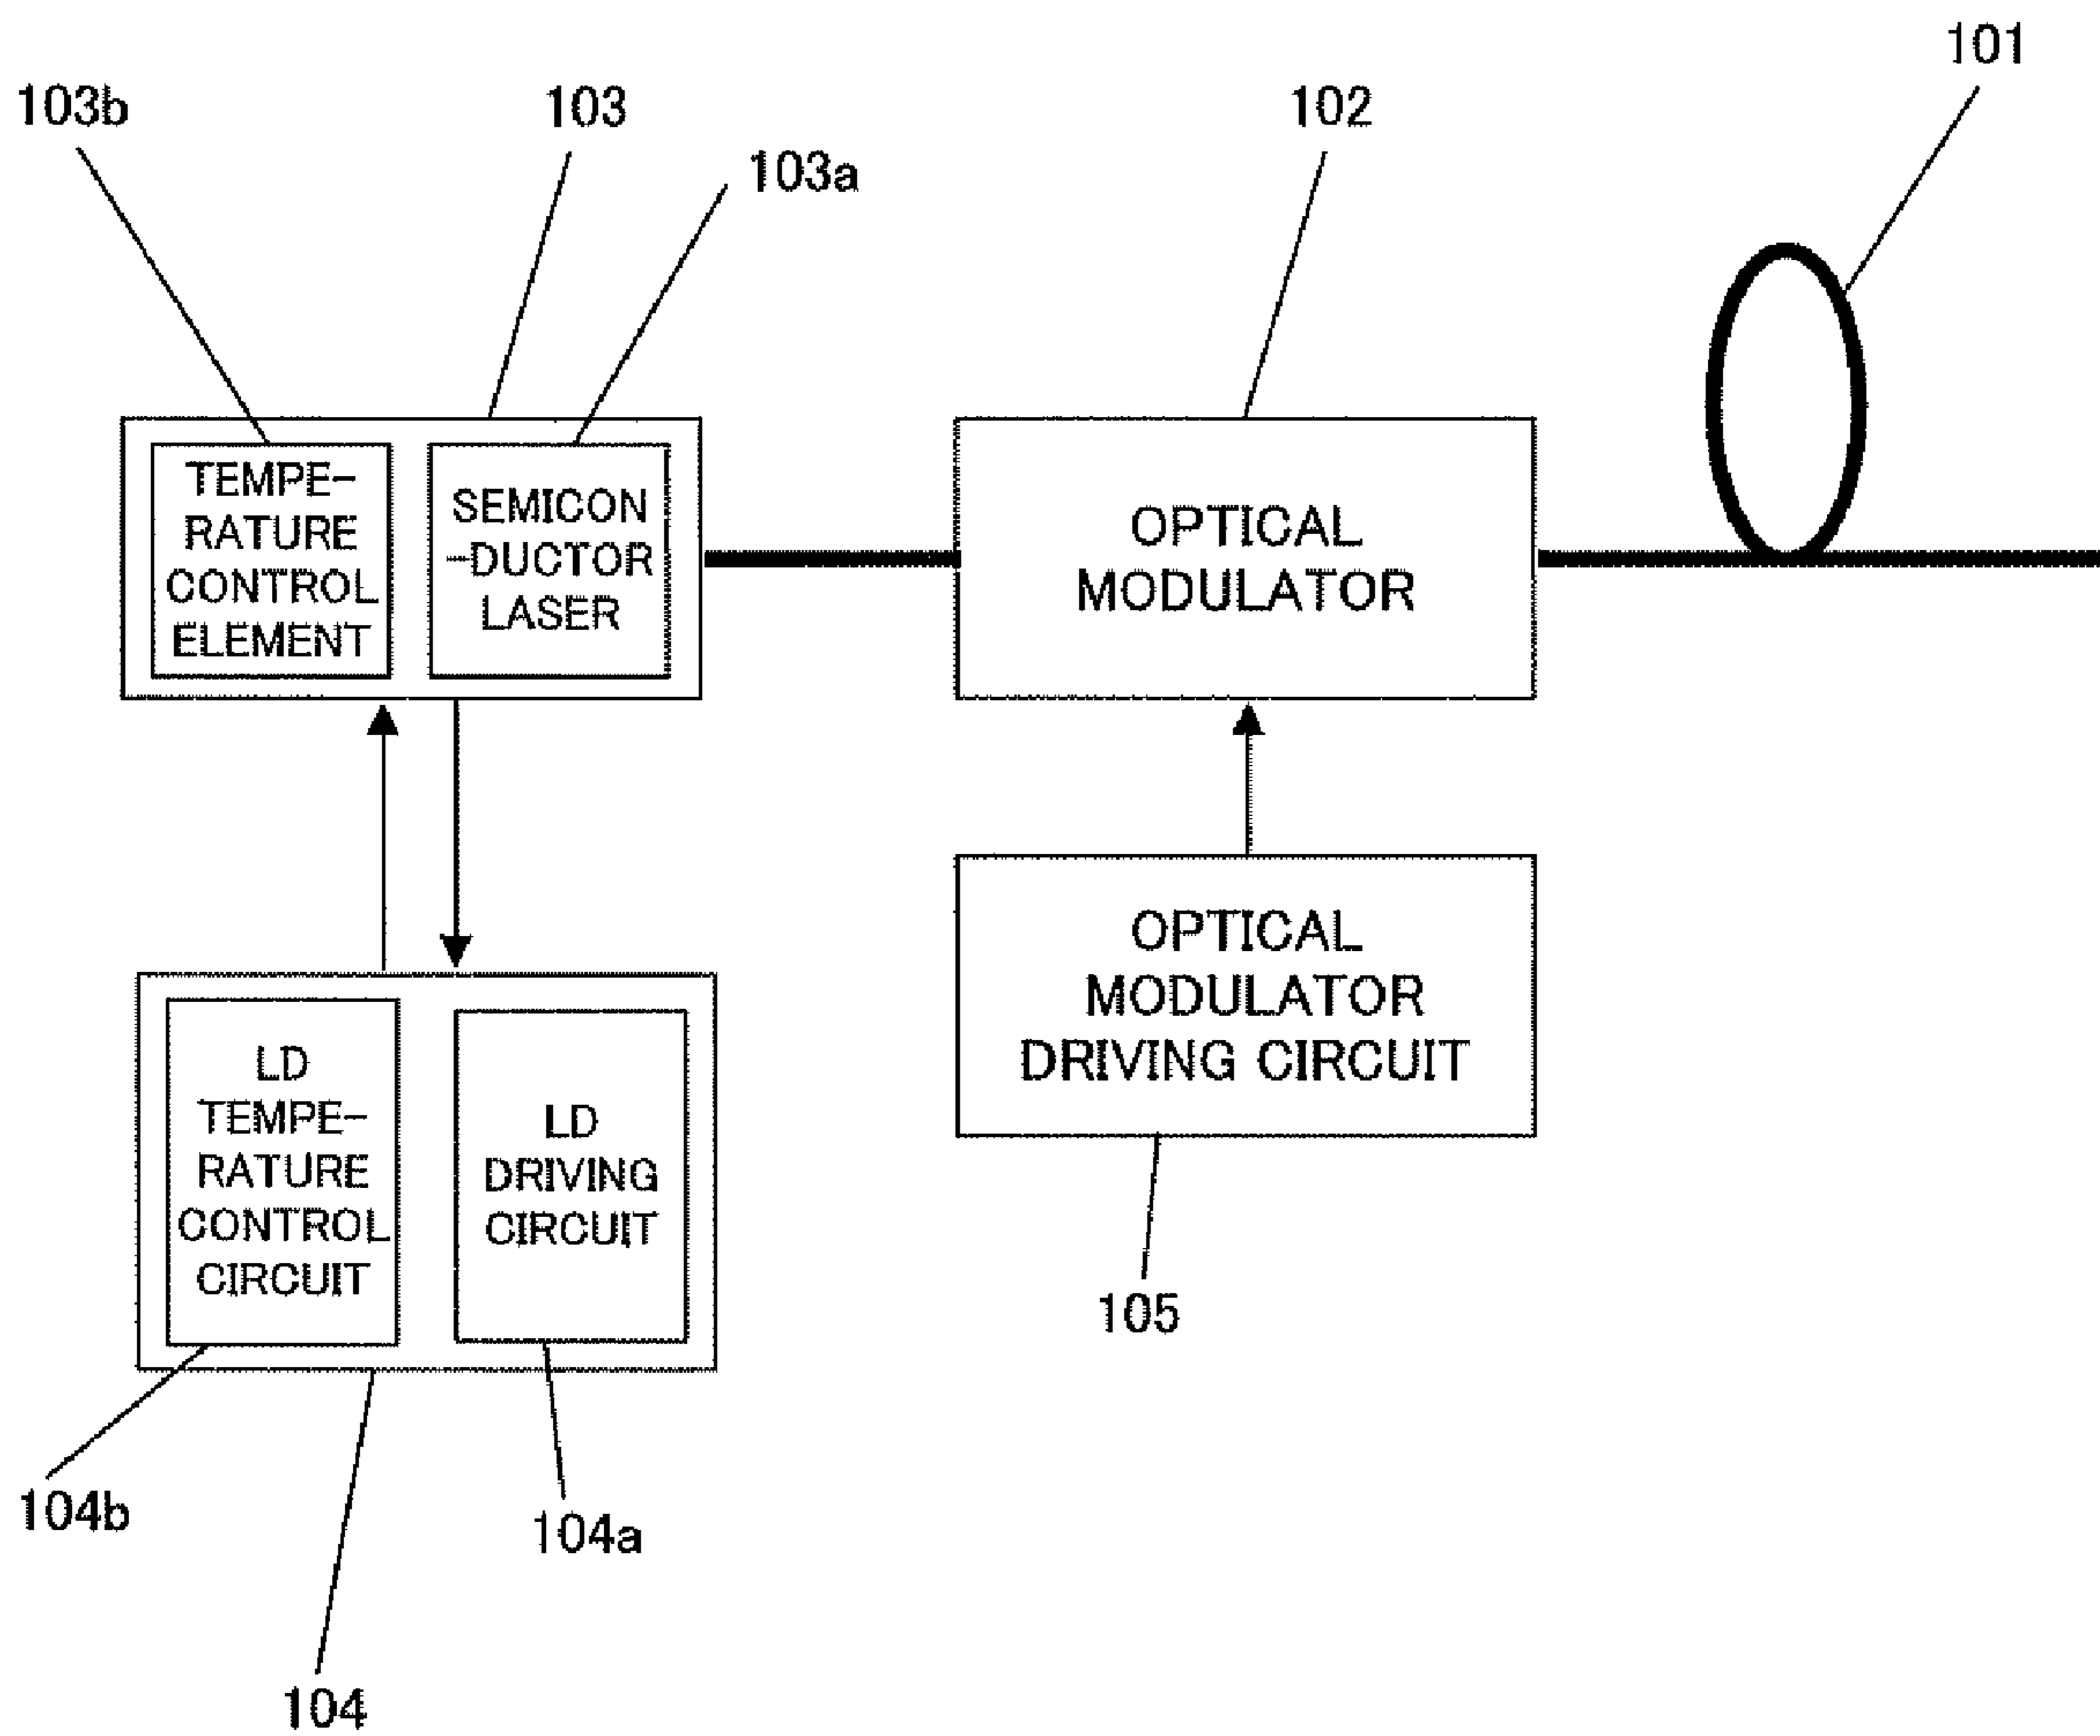 101
103b
103
102
103a
TEMPE-
RATURE
CONTROL
ELEMENT
SEMICON
-DUCTOR
LASER
OPTICAL
MODULATOR
OPTICAL
MODULATOR
DRIVING CIRCUIT
LD
TEMPE-
RATURE
CONTROL
CIRCUIT
LD
DRIVING
CIRCUIT
105
104b
104a
104